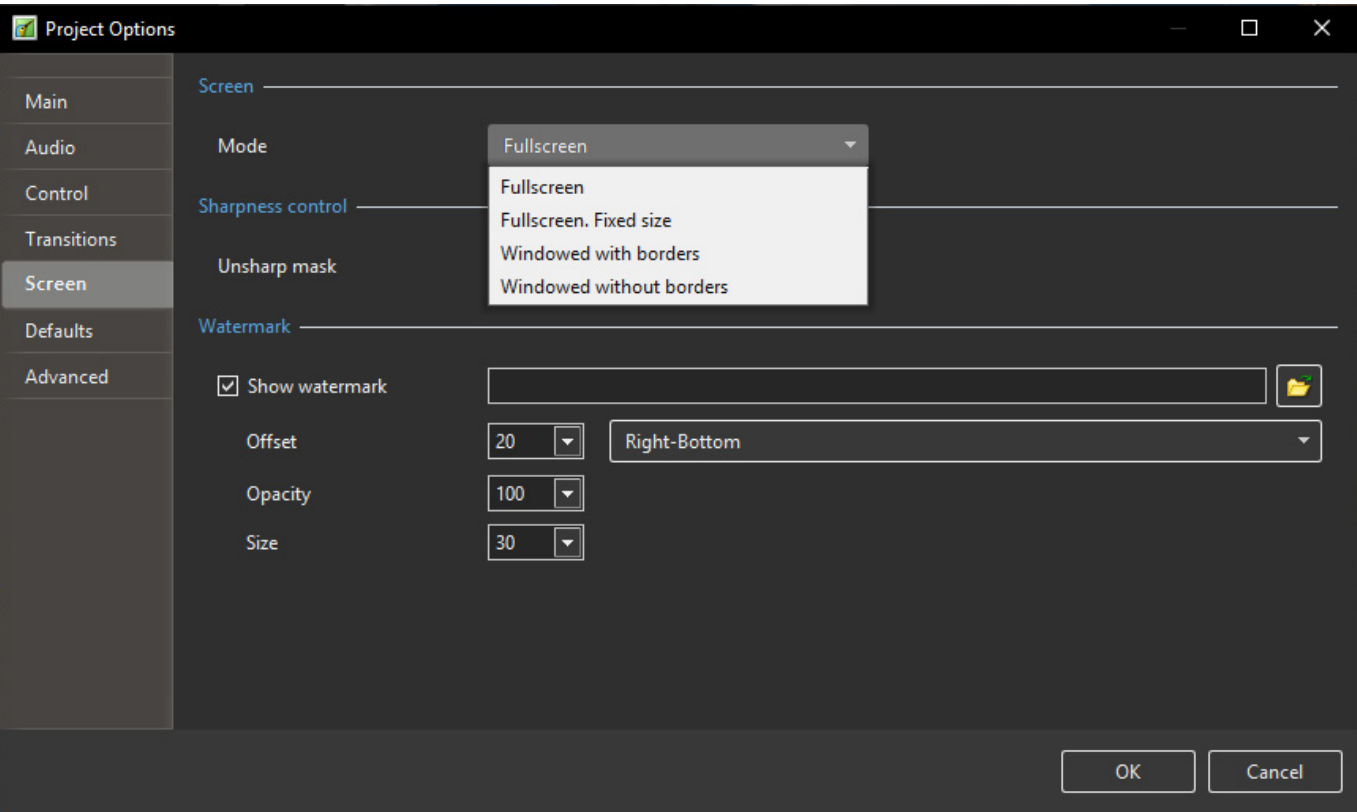 Project Options
Main
Audio
Control
Transitions
Screen
Defaults
Advanced
Screen
Mode
Fullscreen
Fullscreen
Fullscreen. Fixed size
Windowed with borders
Windowed without borders
Sharpness control
Unsharp mask
Watermark
Show watermark
Offset
20
Right-Bottom
Opacity
100
Size
30
OK
Cancel